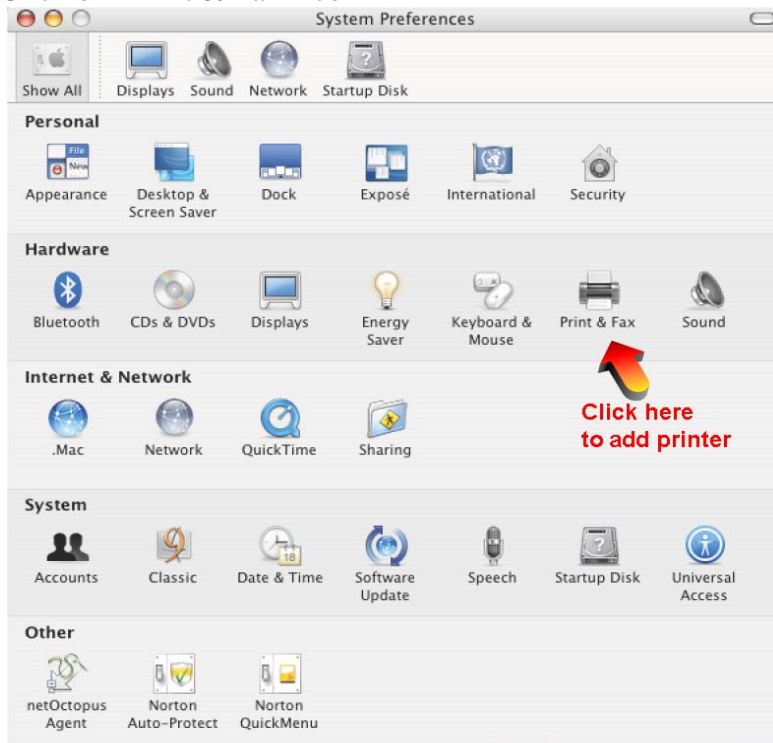 System Preferences
Show All Displays Sound Network Startup Disk
Personal
File
New
Appearance Desktop & Screen Saver Dock Exposé International Security
Hardware
Bluetooth CDs & DVDs Displays Energy Saver Keyboard & Mouse Print & Fax Sound
Internet & Network
Click here
to add printer
.Mac Network QuickTime Sharing
System
18
Accounts Classic Date & Time Software Update Speech Startup Disk Universal Access
Other
netOctopus Agent Norton Auto-Protect Norton QuickMenu